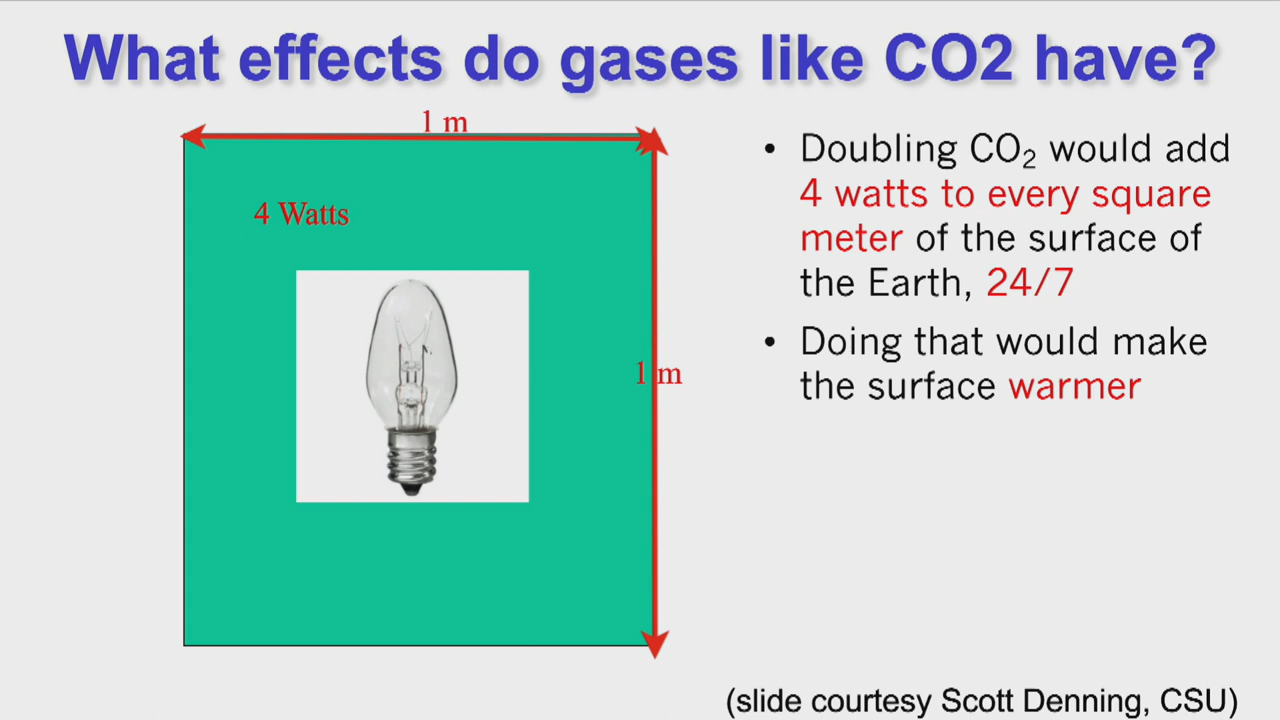 What effects do gases like CO2 have?
1 m
4 Watts
1 m
• Doubling CO₂ would add
4 watts to every square
meter of the surface of
the Earth, 24/7
• Doing that would make
the surface warmer
(slide courtesy Scott Denning, CSU)